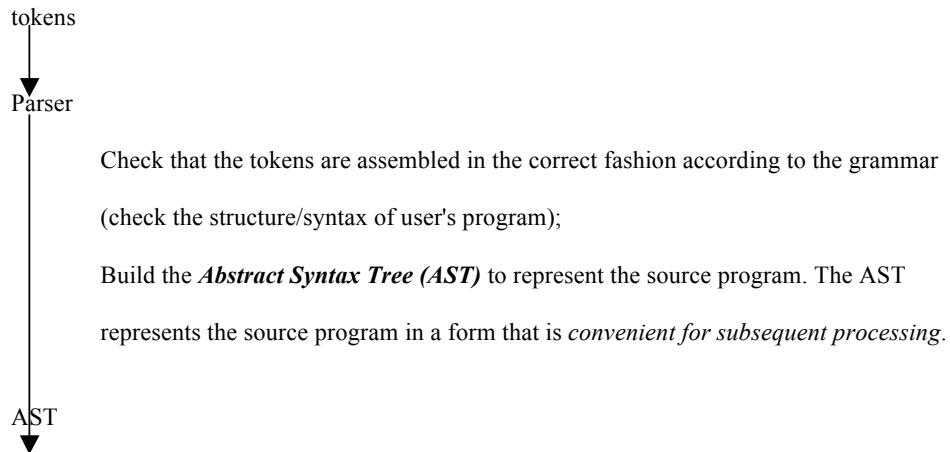 tokens
Parser
Check that the tokens are assembled in the correct fashion according to the grammar
(check the structure/syntax of user's program);
Build the Abstract Syntax Tree (AST) to represent the source program. The AST
represents the source program in a form that is convenient for subsequent processing.
AST